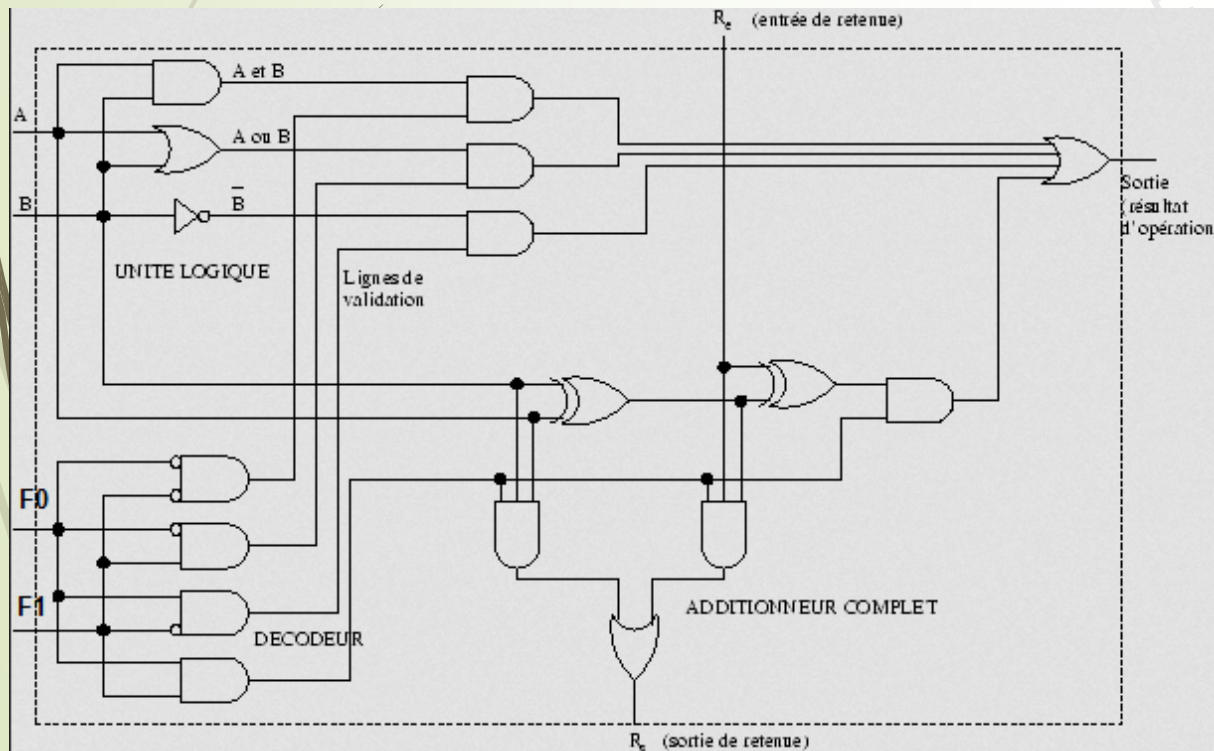 Re (entrée de retenue)
A et B
A
A ou B
B
B
Sortie
(résultat
d'opération
UNITE LOGIQUE
Lignes de
validation
F0
F1
ADDITIONNEUR COMPLET
DECODEUR
Rs (sortie de retenue)